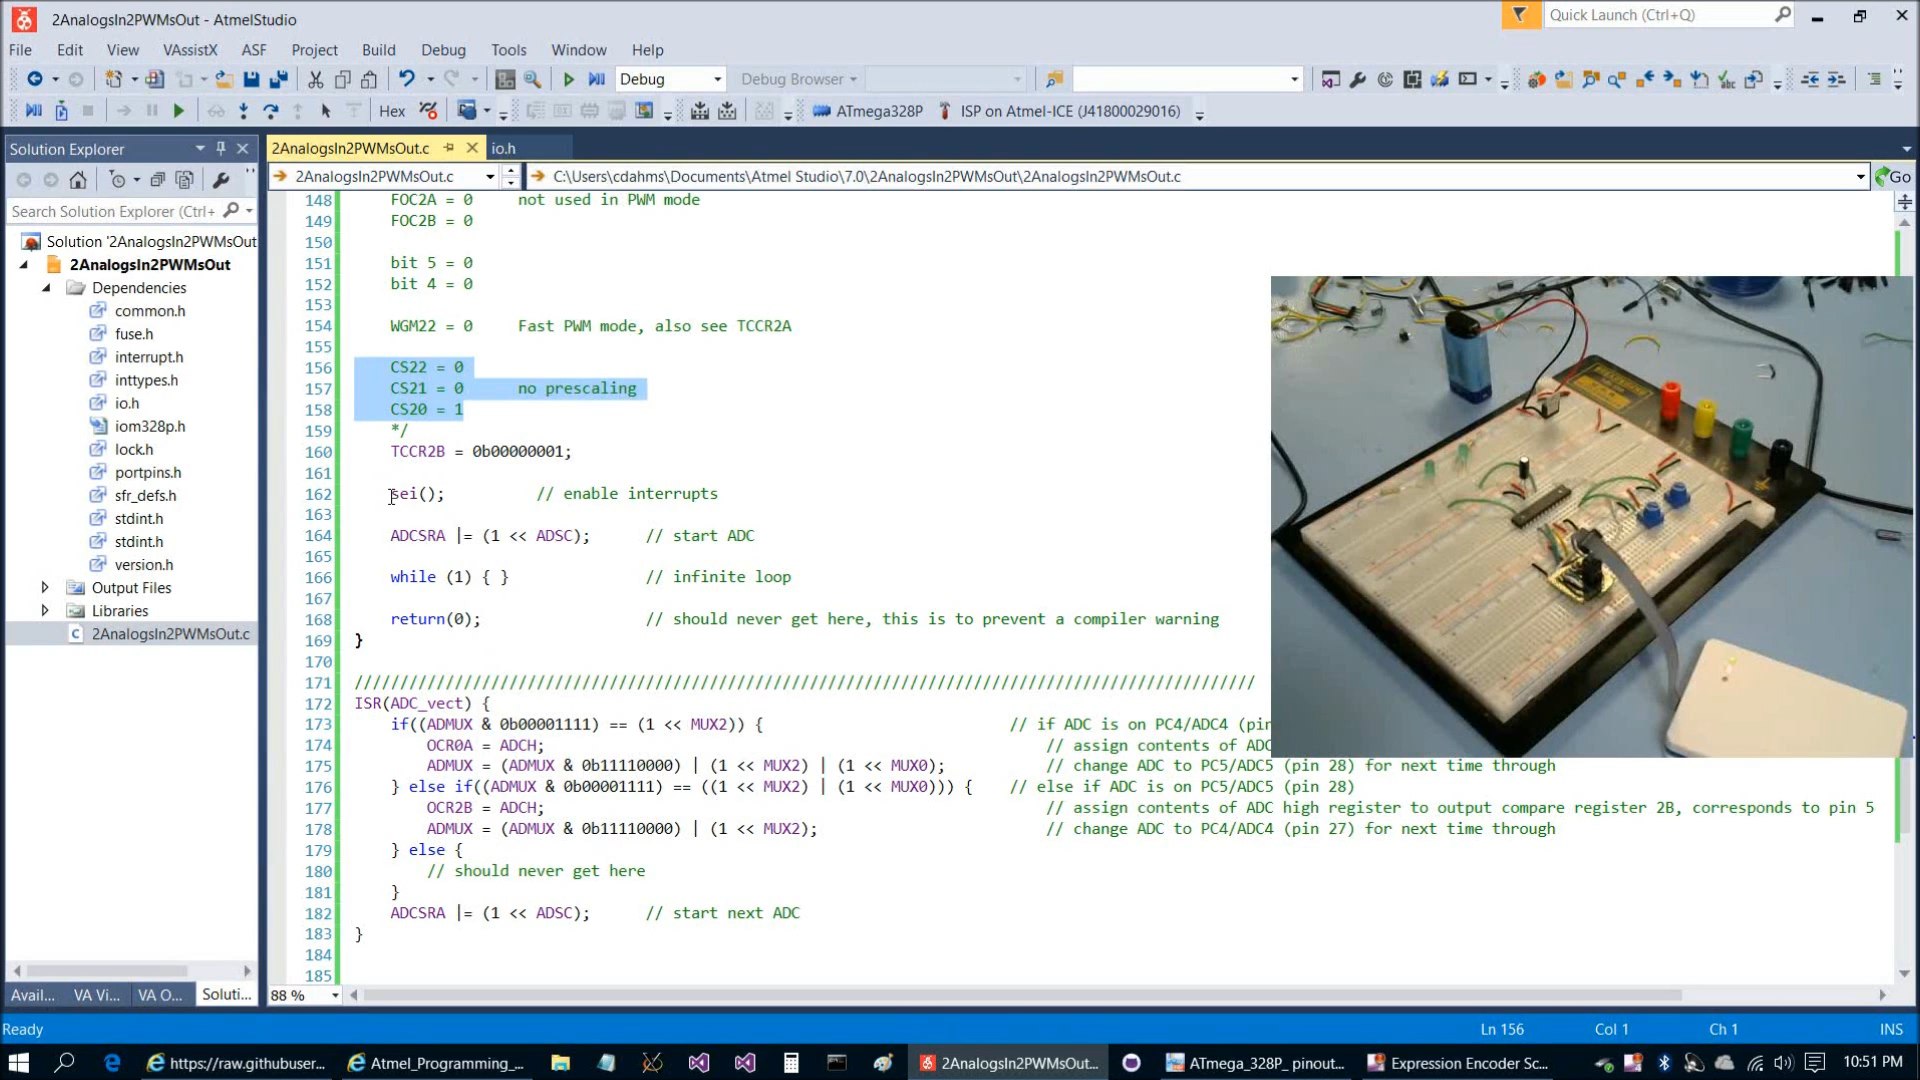 2AnalogsIn2PWMsOut - AtmelStudio
Quick Launch (Ctrl+Q)
File Edit View VAssistX ASF Project Build Debug Tools Window Help
Debug
Debug Browser
Hex
ATmega328P
ISP on Atmel-ICE (J41800029016)
Solution Explorer
2AnalogsIn2PWMsOut.c
io.h
2AnalogsIn2PWMsOut.c
C:\Users\cdahms\Documents\Atmel Studio\7.0\2AnalogsIn2PWMsOut\2AnalogsIn2PWMsOut.c
Go
Search Solution Explorer (Ctrl+
Solution '2AnalogsIn2PWMsOut
2AnalogsIn2PWMsOut
Dependencies
common.h
fuse.h
interrupt.h
inttypes.h
io.h
iom328p.h
lock.h
portpins.h
sfr_defs.h
stdint.h
stdint.h
version.h
Output Files
Libraries
2AnalogsIn2PWMsOut.c
Avail... VA Vi... VA O... Soluti...
148 FOC2A = 0 not used in PWM mode
149 FOC2B = 0
150
151 bit 5 = 0
152 bit 4 = 0
153
154 WGM22 = 0 Fast PWM mode, also see TCCR2A
155
156 CS22 = 0
157 CS21 = 0 no prescaling
158 CS20 = 1
159 */
160 TCCR2B = 0b00000001;
161
162 sei(); // enable interrupts
163
164 ADCSRA |= (1 << ADSC); // start ADC
165
166 while (1) { } // infinite loop
167
168 return(0); // should never get here, this is to prevent a compiler warning
169 }
170
171 ///////////////////////////////////////////////////////////////////////////////////////////////////
172 ISR(ADC_vect) {
173 if((ADMUX & 0b00001111) == (1 << MUX2)) { // if ADC is on PC4/ADC4 (pin
174 OCR0A = ADCH; // assign contents of ADC
175 ADMUX = (ADMUX & 0b11110000) | (1 << MUX2) | (1 << MUX0); // change ADC to PC5/ADC5 (pin 28) for next time through
176 } else if((ADMUX & 0b00001111) == ((1 << MUX2) | (1 << MUX0))) { // else if ADC is on PC5/ADC5 (pin 28)
177 OCR2B = ADCH; // assign contents of ADC high register to output compare register 2B, corresponds to pin 5
178 ADMUX = (ADMUX & 0b11110000) | (1 << MUX2); // change ADC to PC4/ADC4 (pin 27) for next time through
179 } else {
180 // should never get here
181 }
182 ADCSRA |= (1 << ADSC); // start next ADC
183 }
184
185
88 %
Ready
Ln 156 Col 1 Ch 1 INS
https://raw.githubuser...
Atmel_Programming_...
2AnalogsIn2PWMsOut...
ATmega_328P_ pinout...
Expression Encoder Sc...
10:51 PM